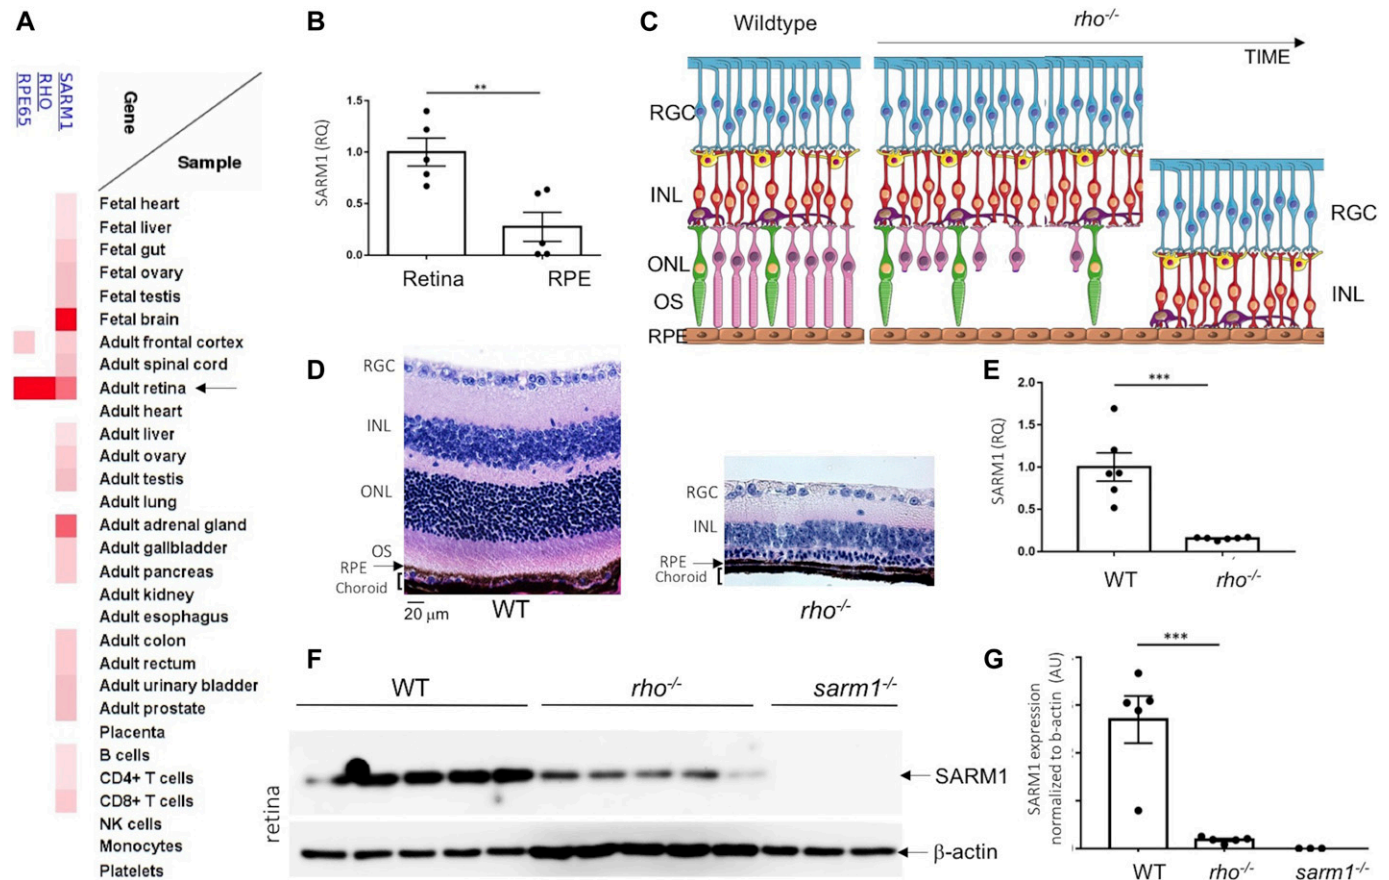 A
SARM1
RHO
RPE65
Gene
Sample
Fetal heart
Fetal liver
Fetal gut
Fetal ovary
Fetal testis
Fetal brain
Adult frontal cortex
Adult spinal cord
Adult retina
Adult heart
Adult liver
Adult ovary
Adult testis
Adult lung
Adult adrenal gland
Adult gallbladder
Adult pancreas
Adult kidney
Adult esophagus
Adult colon
Adult rectum
Adult urinary bladder
Adult prostate
Placenta
B cells
CD4+ T cells
CD8+ T cells
NK cells
Monocytes
Platelets
B
**
SARM1 (RQ)
1.5
1.0
0.5
0.0
Retina RPE
C
Wildtype
rho-/-
TIME
RGC
INL
ONL
OS
RPE
RGC
INL
D
RGC
INL
ONL
OS
RPE
Choroid
20 μm
WT
RGC
INL
RPE
Choroid
rho-/-
E
***
SARM1 (RQ)
2.0
1.5
1.0
0.5
0.0
WT rho-/-
F
WT rho-/- sarm1-/-
retina
SARM1
β-actin
G
***
SARM1 expression
normalized to b-actin (AU)
WT rho-/- sarm1-/-